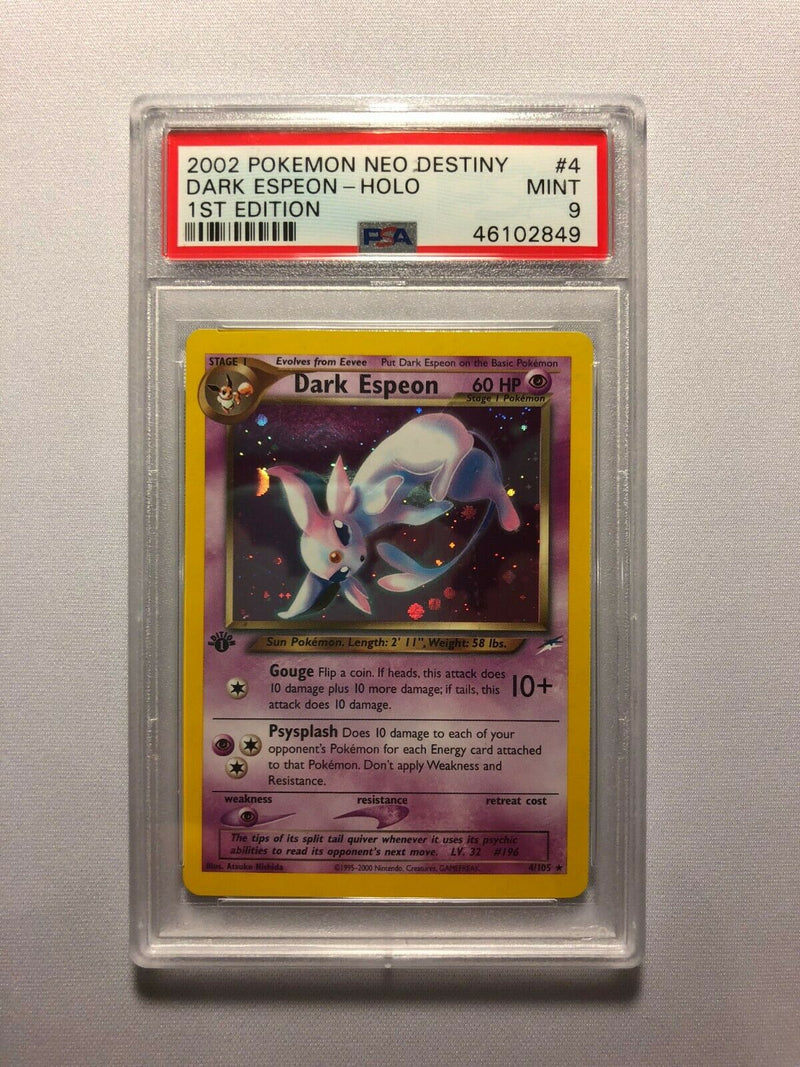 2002 POKEMON NEO DESTINY #4
DARK ESPEON - HOLO MINT
1ST EDITION 9
PSA 46102849
STAGE 1 Evolves from Eevee Put Dark Espeon on the Basic Pokémon
Dark Espeon 60 HP
Stage 1 Pokémon
EDITION
1
Sun Pokémon. Length: 2' 11", Weight: 58 lbs.
Gouge Flip a coin. If heads, this attack does
10 damage plus 10 more damage; if tails, this 10+
attack does 10 damage.
Psysplash Does 10 damage to each of your
opponent's Pokémon for each Energy card attached
to that Pokémon. Don't apply Weakness and
Resistance.
weakness resistance retreat cost
The tips of its split tail quiver whenever it uses its psychic
abilities to read its opponent's next move. LV. 32 #196
Illus. Atsuko Nishida ©1995-2000 Nintendo, Creatures, GAMEFREAK. 4/105 ★